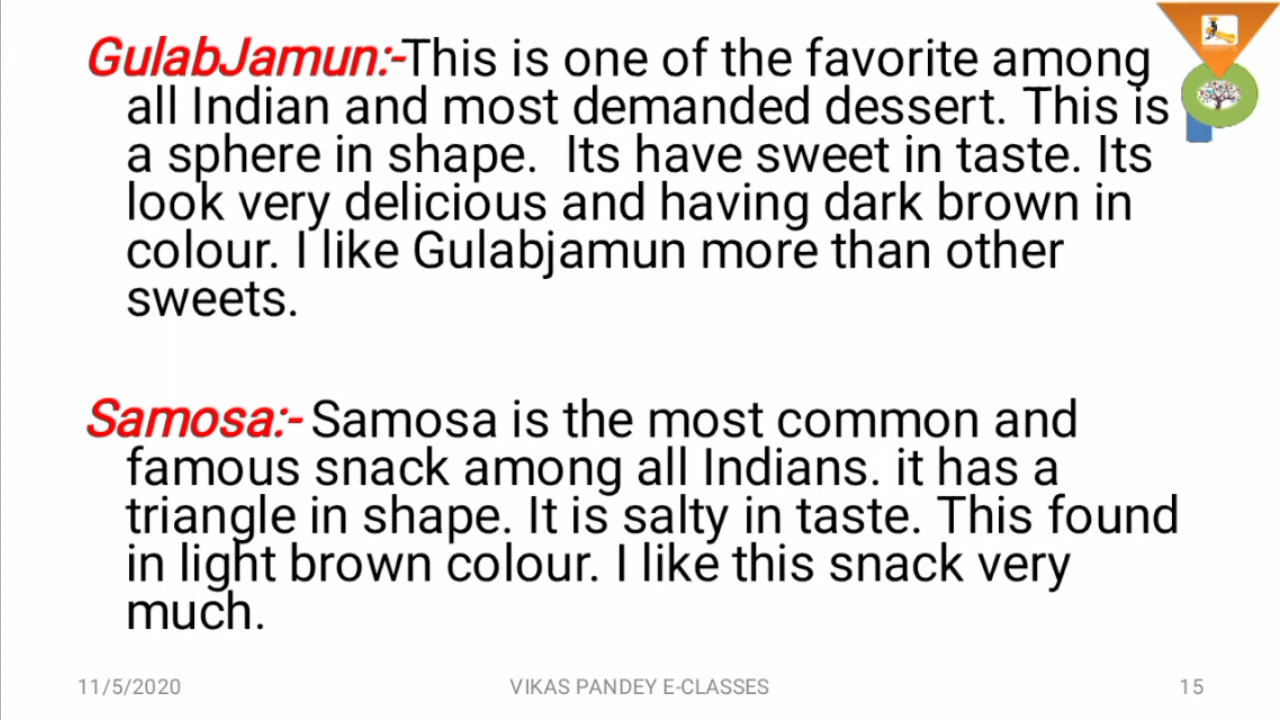 GulabJamun:-This is one of the favorite among
all Indian and most demanded dessert. This is
a sphere in shape.  Its have sweet in taste. Its
look very delicious and having dark brown in
colour. I like Gulabjamun more than other
sweets.
Samosa:- Samosa is the most common and
famous snack among all Indians. it has a
triangle in shape. It is salty in taste. This found
in light brown colour. I like this snack very
much.
11/5/2020 VIKAS PANDEY E-CLASSES 15